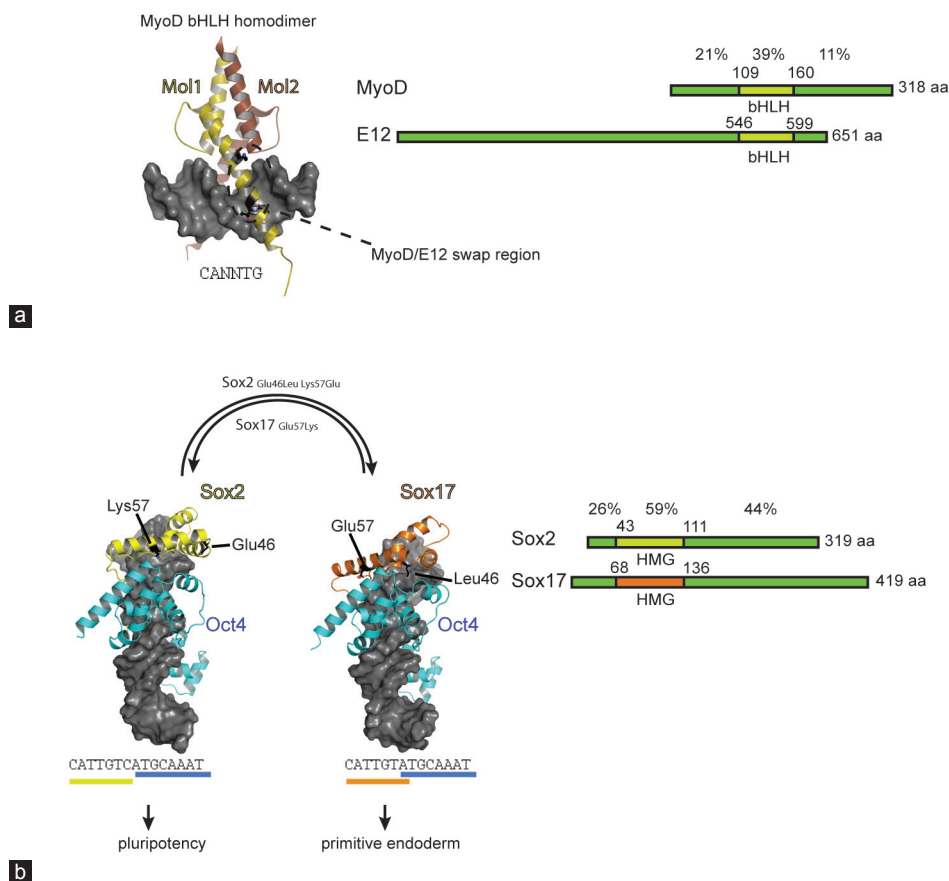 MyoD bHLH homodimer
Mol1
Mol2
CANNTG
MyoD/E12 swap region
21% 39% 11%
109 160
MyoD
318 aa
bHLH
546 599
E12
651 aa
bHLH
a
Sox2 Glu46Leu Lys57Glu
Sox17 Glu57Lys
Sox2
Lys57
Glu46
Oct4
CATTGTCATGCAAAT
pluripotency
Sox17
Glu57
Leu46
Oct4
CATTGTATGCAAAT
primitive endoderm
26% 59% 44%
43 111
Sox2
319 aa
HMG
68 136
Sox17
419 aa
HMG
b